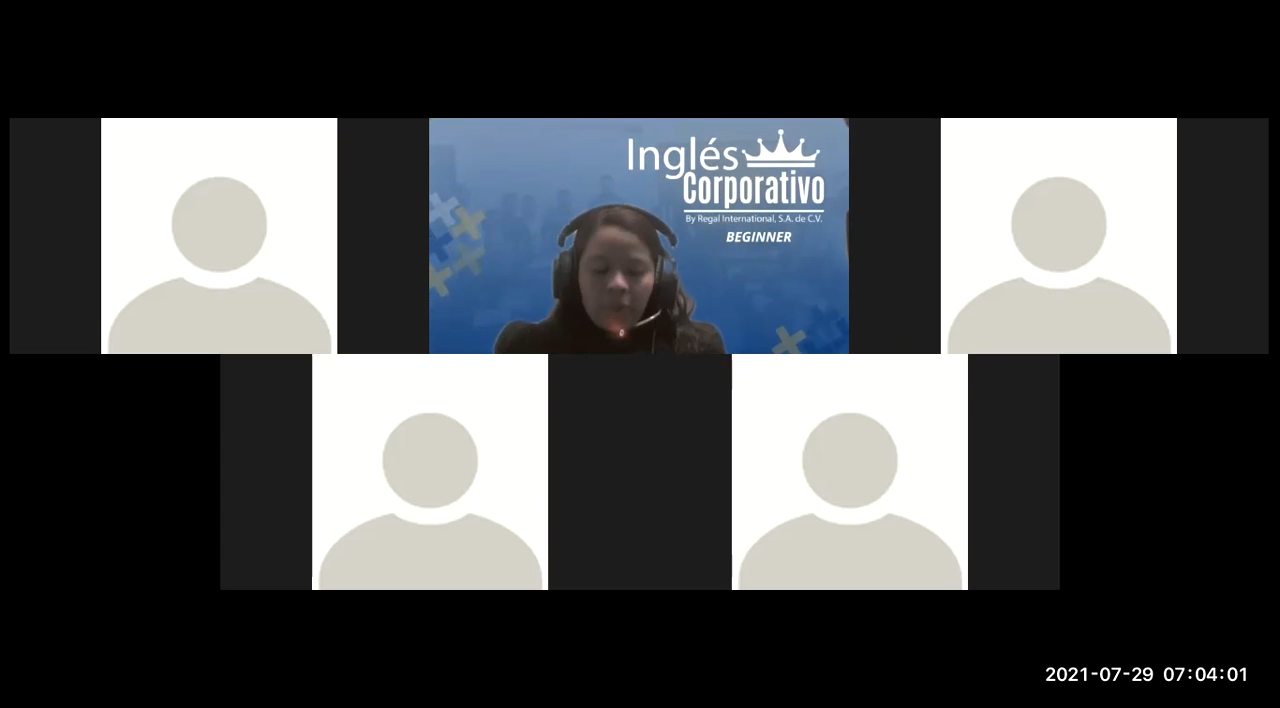 Inglés
Corporativo
By Regal International, S.A. de C.V.
BEGINNER
2021-07-29 07:04:01